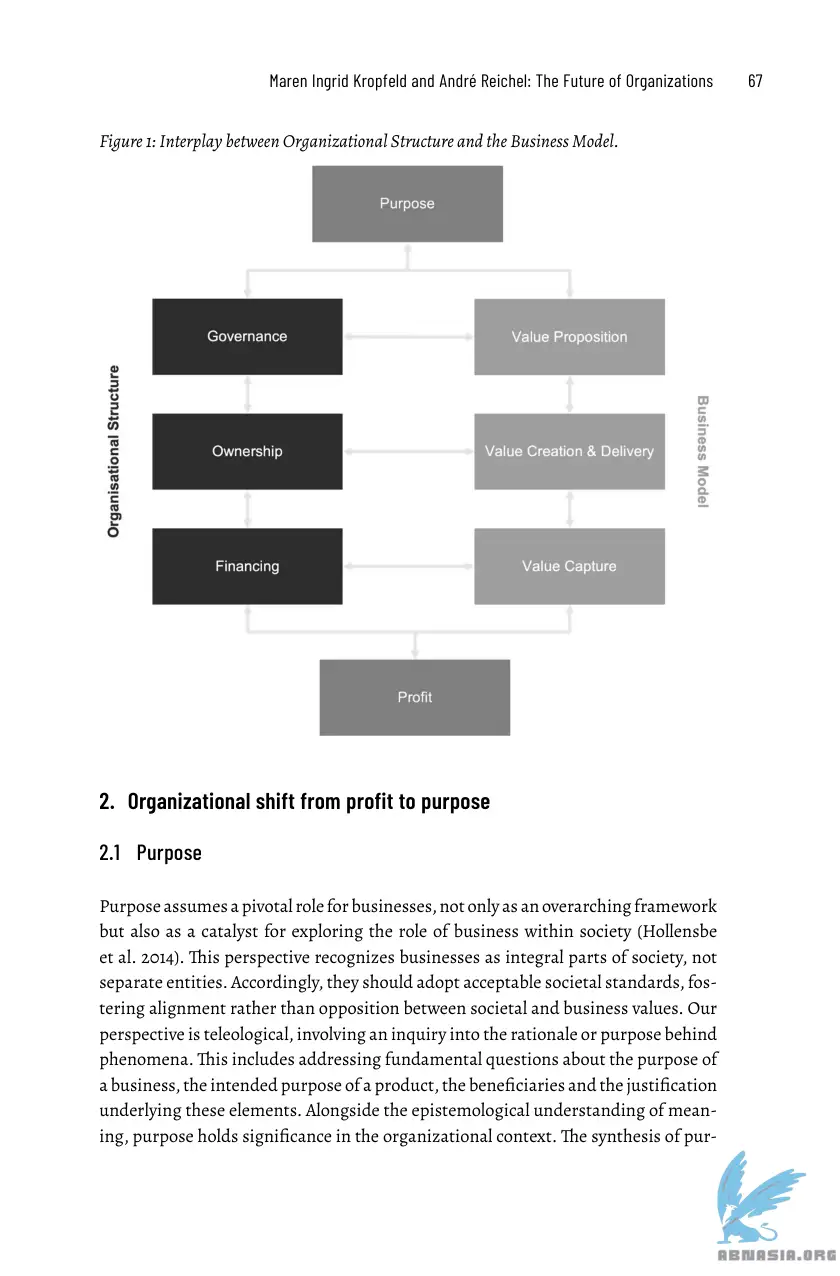 Maren Ingrid Kropfeld and André Reichel: The Future of Organizations 67
Figure 1: Interplay between Organizational Structure and the Business Model.
Purpose
Governance
Value Proposition
Organisational Structure
Ownership
Value Creation & Delivery
Business Model
Financing
Value Capture
Profit
2. Organizational shift from profit to purpose
2.1 Purpose
Purpose assumes a pivotal role for businesses, not only as an overarching framework
but also as a catalyst for exploring the role of business within society (Hollensbe
et al. 2014). This perspective recognizes businesses as integral parts of society, not
separate entities. Accordingly, they should adopt acceptable societal standards, fos-
tering alignment rather than opposition between societal and business values. Our
perspective is teleological, involving an inquiry into the rationale or purpose behind
phenomena. This includes addressing fundamental questions about the purpose of
a business, the intended purpose of a product, the beneficiaries and the justification
underlying these elements. Alongside the epistemological understanding of mean-
ing, purpose holds significance in the organizational context. The synthesis of pur-
ABNASIA.ORG